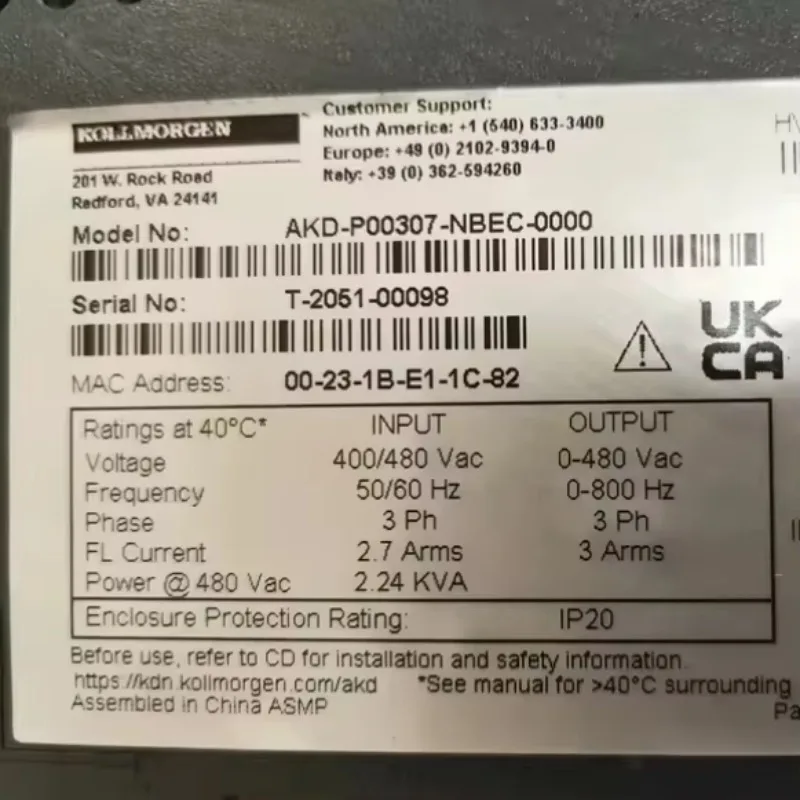 KOLLMORGEN
201 W. Rock Road
Radford, VA 24141
Customer Support:
North America: +1 (540) 633-3400
Europe: +49 (0) 2102-9394-0
Italy: +39 (0) 362-594260
Model No: AKD-P00307-NBEC-0000
Serial No: T-2051-00098
UK
CA
MAC Address: 00-23-1B-E1-1C-82
Ratings at 40°C* INPUT OUTPUT
Voltage 400/480 Vac 0-480 Vac
Frequency 50/60 Hz 0-800 Hz
Phase 3 Ph 3 Ph
FL Current 2.7 Arms 3 Arms
Power @ 480 Vac 2.24 KVA
Enclosure Protection Rating: IP20
Before use, refer to CD for installation and safety information.
https://kdn.kollmorgen.com/akd *See manual for >40°C surrounding
Assembled in China ASMP